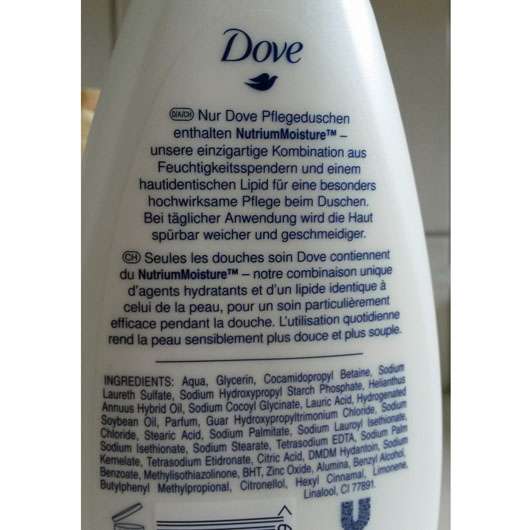 Dove
D/A/CH Nur Dove Pflegeduschen
enthalten NutriumMoisture™ –
unsere einzigartige Kombination aus
Feuchtigkeitsspendern und einem
hautidentischen Lipid für eine besonders
hochwirksame Pflege beim Duschen.
Bei täglicher Anwendung wird die Haut
spürbar weicher und geschmeidiger.
CH Seules les douches soin Dove contiennent
du NutriumMoisture™ – notre combinaison unique
d'agents hydratants et d'un lipide identique à
celui de la peau, pour un soin particulièrement
efficace pendant la douche. L'utilisation quotidienne
rend la peau sensiblement plus douce et plus souple.
INGREDIENTS: Aqua, Glycerin, Cocamidopropyl Betaine, Sodium
Laureth Sulfate, Sodium Hydroxypropyl Starch Phosphate, Helianthus
Annuus Hybrid Oil, Sodium Cocoyl Glycinate, Lauric Acid, Hydrogenated
Soybean Oil, Parfum, Guar Hydroxypropyltrimonium Chloride, Sodium
Chloride, Stearic Acid, Sodium Palmitate, Sodium Lauroyl Isethionate,
Sodium Isethionate, Sodium Stearate, Tetrasodium EDTA, Sodium Palm
Kernelate, Tetrasodium Etidronate, Citric Acid, DMDM Hydantoin, Sodium
Benzoate, Methylisothiazolinone, BHT, Zinc Oxide, Alumina, Benzyl Alcohol,
Butylphenyl Methylpropional, Citronellol, Hexyl Cinnamal, Limonene,
Linalool, CI 77891.